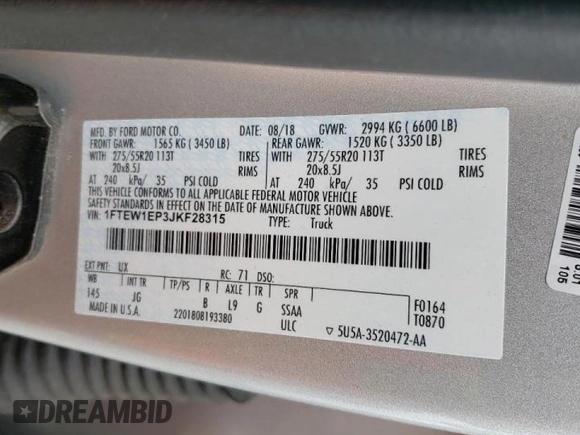 MFD. BY FORD MOTOR CO.
08/18 GVWR: 2994 KG ( 6600 LB)
FRONT GAWR: 1565 KG ( 3450 LB)
REAR GAWR: 1520 KG ( 3350 LB)
WITH 275/55R20 113T TIRES
WITH 275/55R20 113T TIRES
20x8.5J RIMS
20x8.5J
AT 240 kPa/ 35 PSI COLD
AT 240 kPa/ 35 PSI COLD
THIS VEHICLE CONFORMS TO ALL APPLICABLE FEDERAL MOTOR VEHICLE
SAFETY STANDARDS IN EFFECT ON THE DATE OF MANUFACTURE SHOWN ABOVE.
VIN: 1FTEW1EP3JKF28315
TYPE: Truck
EXT PNT: UX RC: 71 DSO:
WB INT TR TP/PS R AXLE TR SPR
145 JG B L9 G SSAA F0164
ULC T0870
MADE IN U.S.A. 2201808193380
▽ 5U5A-3520472-AA
106
DREAMBID